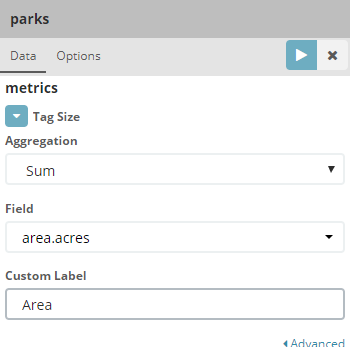 parks
Data Options
metrics
Tag Size
Aggregation
Sum
Field
area.acres
Custom Label
Area
Advanced